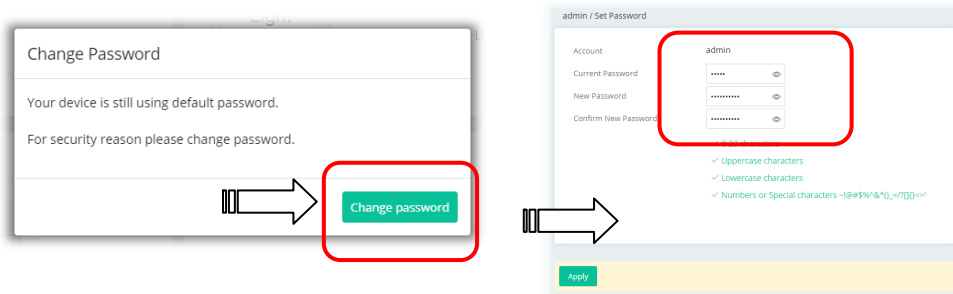 Change Password
Your device is still using default password.
For security reason please change password.
Change password
admin / Set Password
Account admin
Current Password •••••
New Password ••••••••••
Confirm New Password ••••••••••
characters
✓ Uppercase characters
✓ Lowercase characters
✓ Numbers or Special characters ~!@#$%^&*()_=/?[]{}<>^
Apply